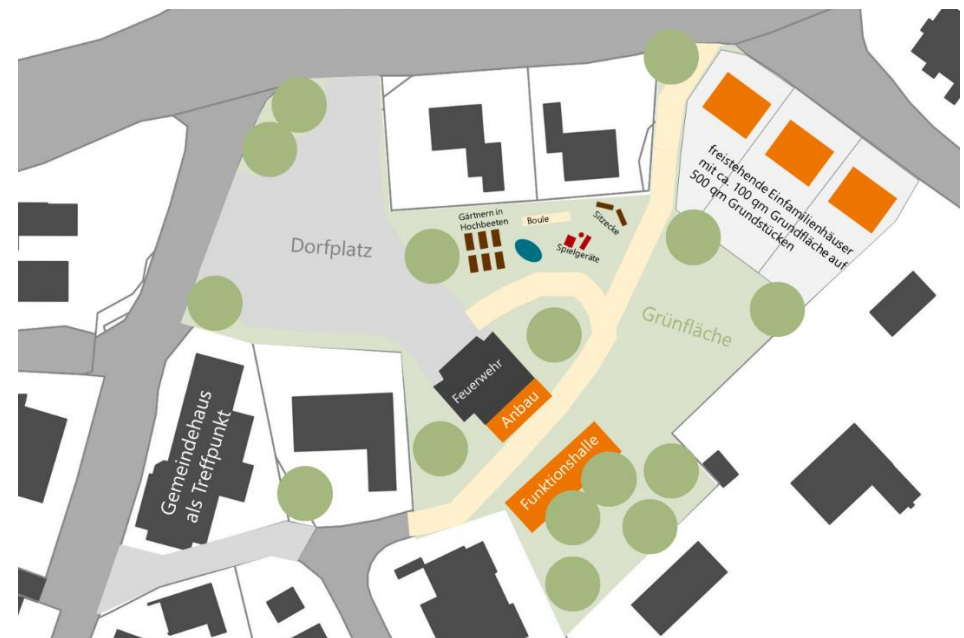 freistehende Einfamilienhäuser
mit ca. 100 qm Grundfläche auf
500 qm Grundstücken
Gärtnern in
Hochbeeten
Boule
Sitzecke
Spielgeräte
Dorfplatz
Grünfläche
Feuerwehr
Anbau
Funktionshalle
Gemeindehaus
als Treffpunkt